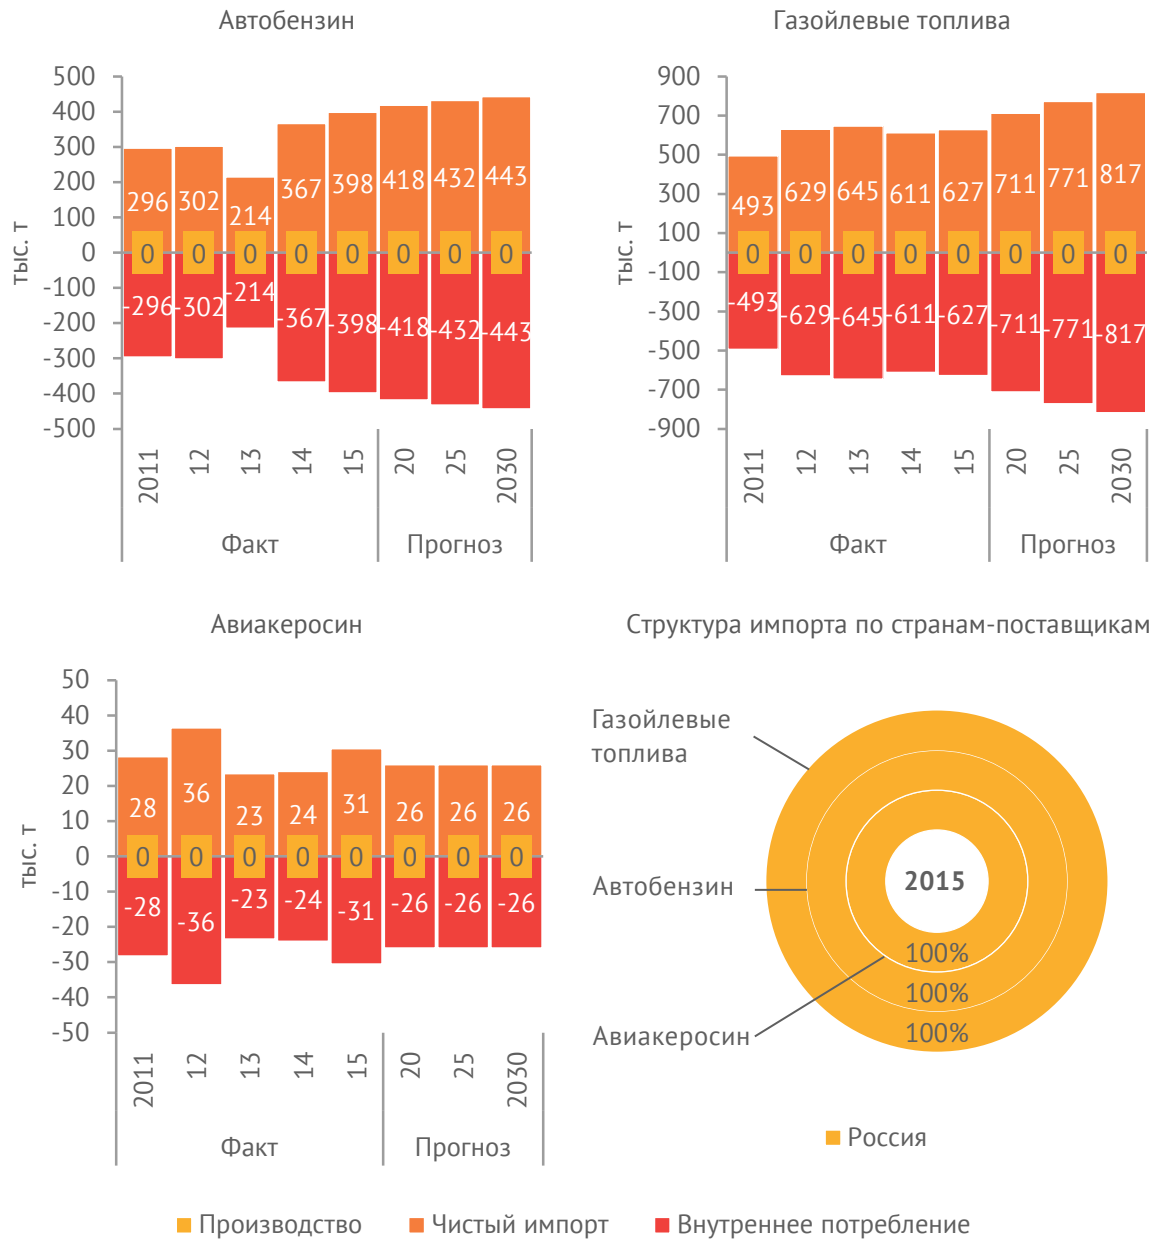 Автобензин
500
400
300
200
100
0
-100
-200
-300
-400
-500
тыс. т
296 302 214 367 398 418 432 443
0 0 0 0 0 0 0 0
-296 -302 -214 -367 -398 -418 -432 -443
2011 12 13 14 15 20 25 2030
Факт Прогноз
Газойлевые топлива
900
700
500
300
100
-100
-300
-500
-700
-900
тыс. т
493 629 645 611 627 711 771 817
0 0 0 0 0 0 0 0
-493 -629 -645 -611 -627 -711 -771 -817
2011 12 13 14 15 20 25 2030
Факт Прогноз
Авиакеросин
50
40
30
20
10
0
-10
-20
-30
-40
-50
тыс. т
28 36 23 24 31 26 26 26
0 0 0 0 0 0 0 0
-28 -36 -23 -24 -31 -26 -26 -26
2011 12 13 14 15 20 25 2030
Факт Прогноз
Структура импорта по странам-поставщикам
Газойлевые
топлива
Автобензин
Авиакеросин
2015
100%
100%
100%
Россия
Производство Чистый импорт Внутреннее потребление